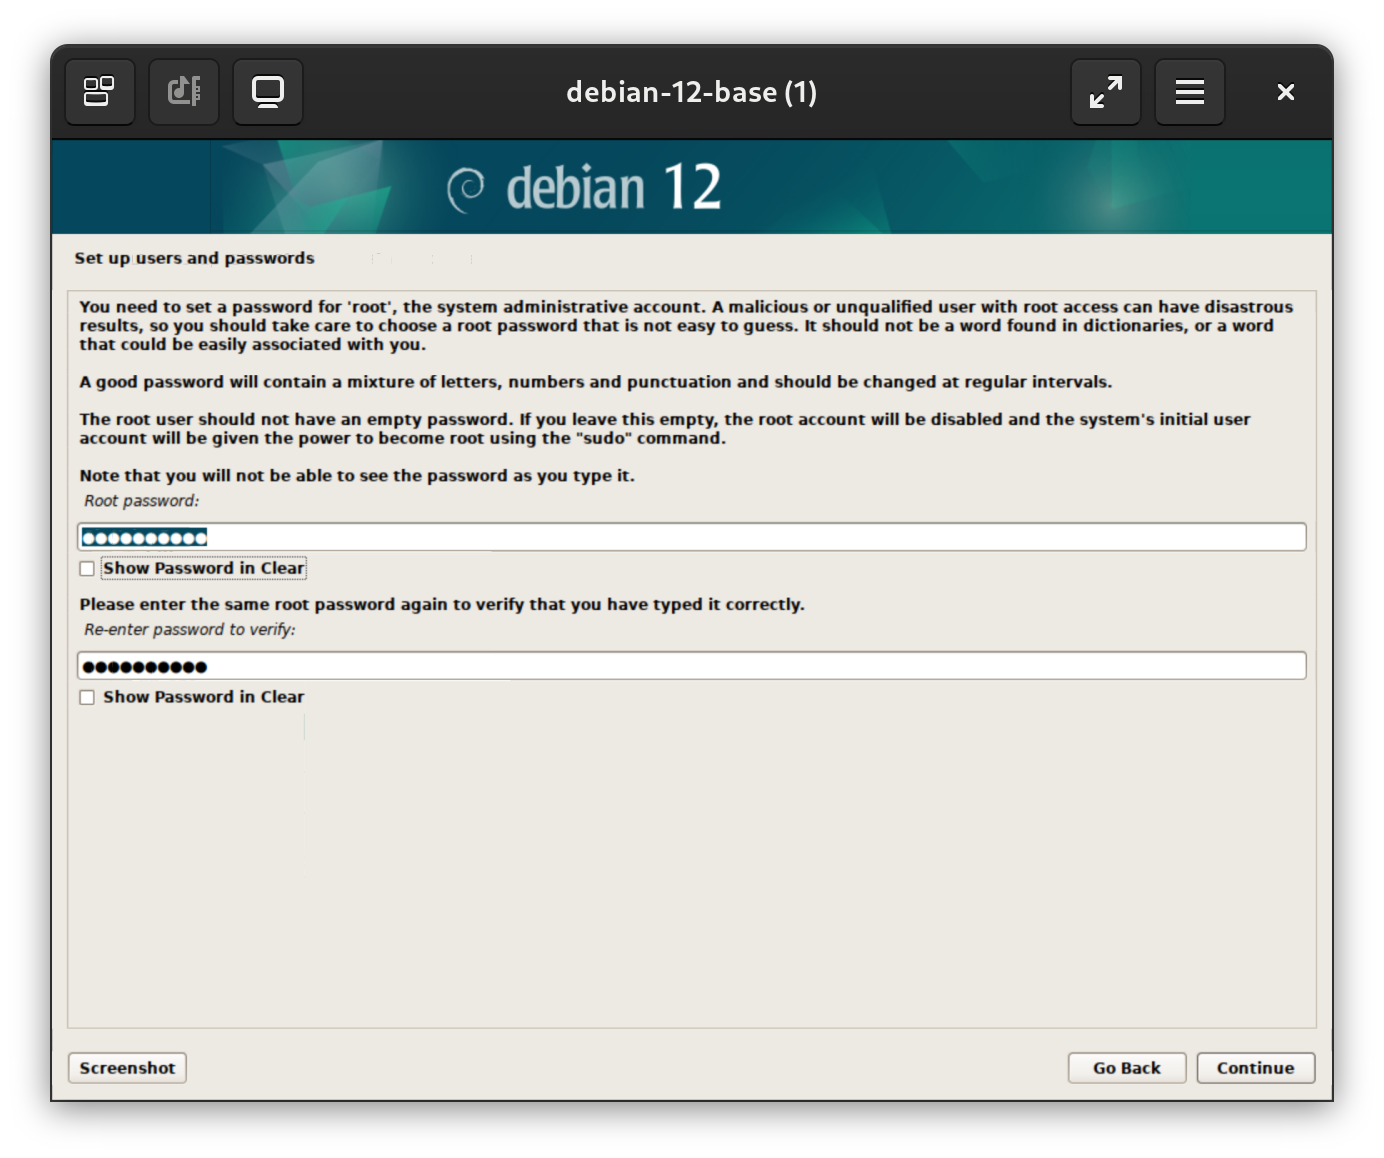 debian-12-base (1)
debian 12
Set up users and passwords
You need to set a password for 'root', the system administrative account. A malicious or unqualified user with root access can have disastrous
results, so you should take care to choose a root password that is not easy to guess. It should not be a word found in dictionaries, or a word
that could be easily associated with you.
A good password will contain a mixture of letters, numbers and punctuation and should be changed at regular intervals.
The root user should not have an empty password. If you leave this empty, the root account will be disabled and the system's initial user
account will be given the power to become root using the "sudo" command.
Note that you will not be able to see the password as you type it.
Root password:
●●●●●●●●●●
Show Password in Clear
Please enter the same root password again to verify that you have typed it correctly.
Re-enter password to verify:
●●●●●●●●●●
Show Password in Clear
Screenshot
Go Back
Continue